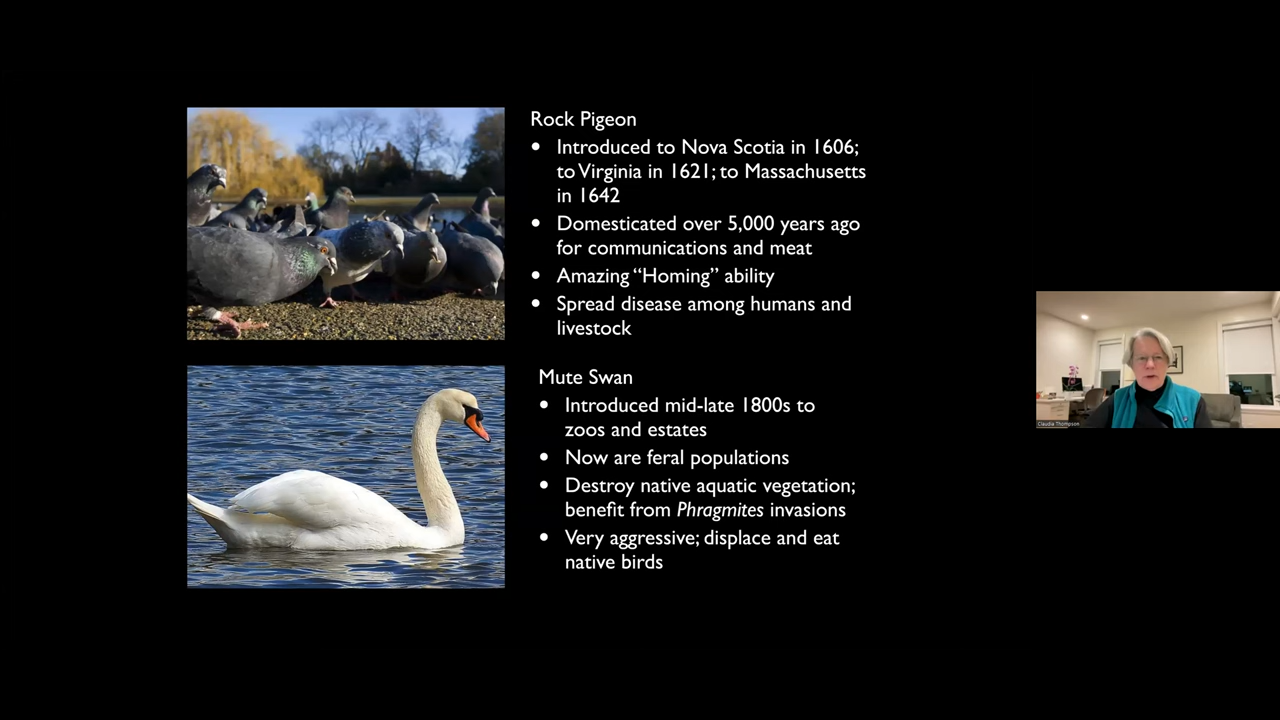 Rock Pigeon
• Introduced to Nova Scotia in 1606;
to Virginia in 1621; to Massachusetts
in 1642
• Domesticated over 5,000 years ago
for communications and meat
• Amazing “Homing” ability
• Spread disease among humans and
livestock
Mute Swan
• Introduced mid-late 1800s to
zoos and estates
• Now are feral populations
• Destroy native aquatic vegetation;
benefit from Phragmites invasions
• Very aggressive; displace and eat
native birds
Claudia Thompson